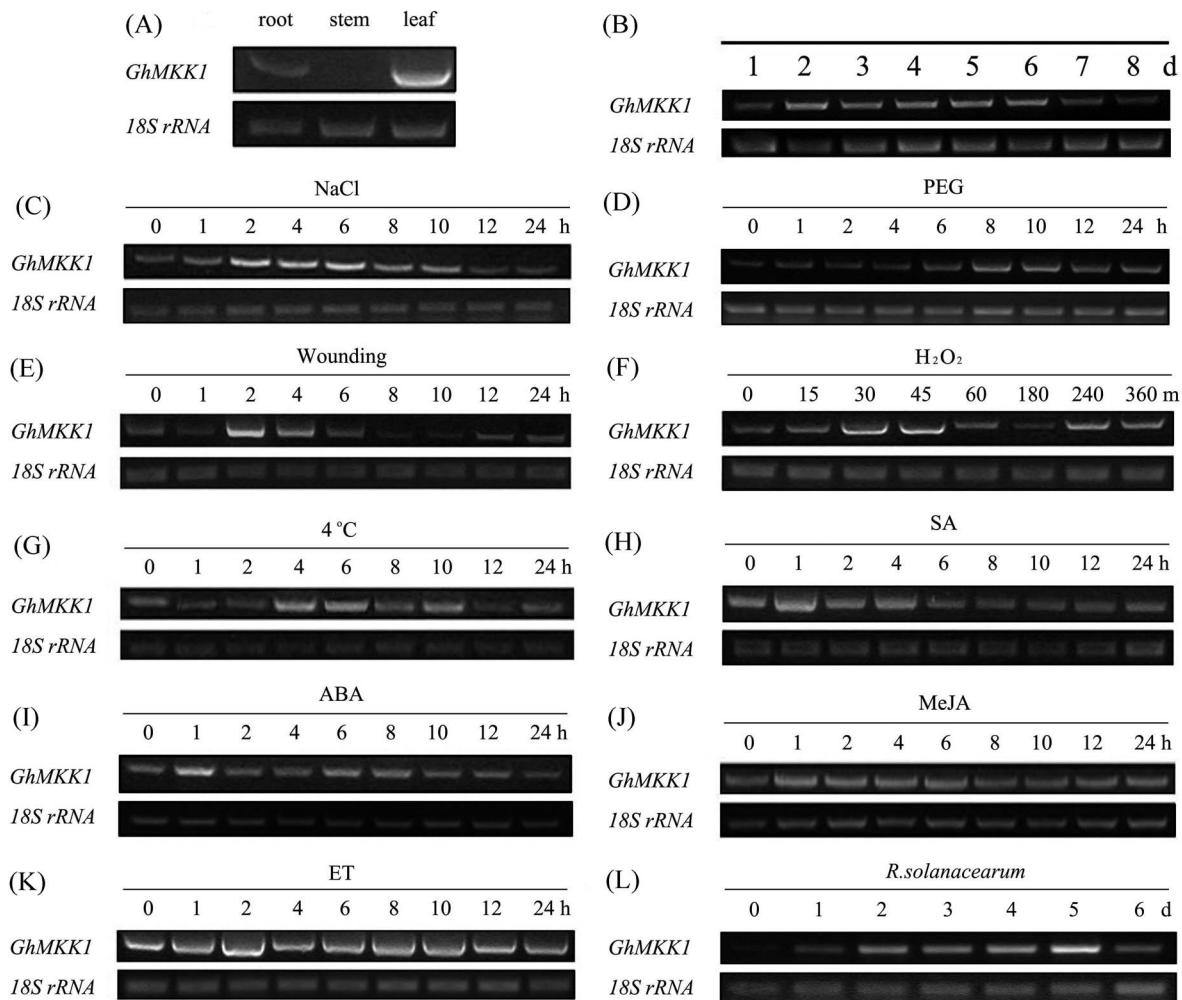 (A)
root stem leaf
GhMKK1
18S rRNA
(B)
1 2 3 4 5 6 7 8 d
GhMKK1
18S rRNA
(C)
NaCl
0 1 2 4 6 8 10 12 24 h
GhMKK1
18S rRNA
(D)
PEG
0 1 2 4 6 8 10 12 24 h
GhMKK1
18S rRNA
(E)
Wounding
0 1 2 4 6 8 10 12 24 h
GhMKK1
18S rRNA
(F)
H₂O₂
0 15 30 45 60 180 240 360 m
GhMKK1
18S rRNA
(G)
4 °C
0 1 2 4 6 8 10 12 24 h
GhMKK1
18S rRNA
(H)
SA
0 1 2 4 6 8 10 12 24 h
GhMKK1
18S rRNA
(I)
ABA
0 1 2 4 6 8 10 12 24 h
GhMKK1
18S rRNA
(J)
MeJA
0 1 2 4 6 8 10 12 24 h
GhMKK1
18S rRNA
(K)
ET
0 1 2 4 6 8 10 12 24 h
GhMKK1
18S rRNA
(L)
R.solanacearum
0 1 2 3 4 5 6 d
GhMKK1
18S rRNA